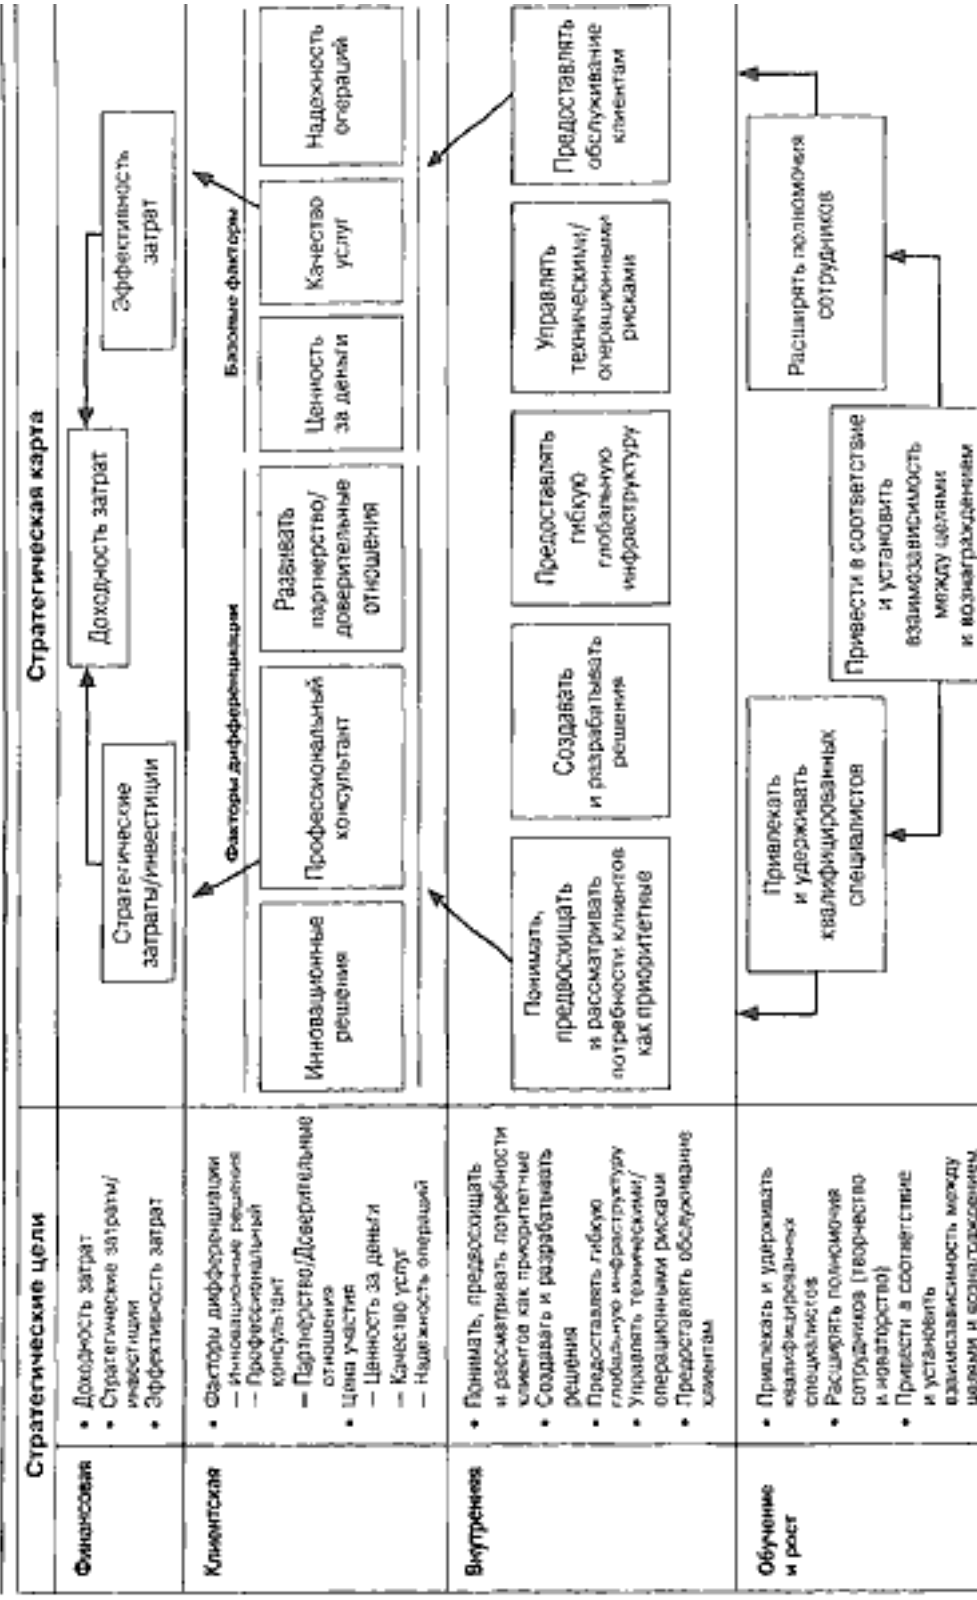 Стратегические цели
Стратегическая карта
Финансовая
• Доходность затрат
• Стратегические затраты/
инвестиции
• Эффективность затрат
Стратегические
затраты/инвестиции
Доходность затрат
Эффективность
затрат
Клиентская
• Факторы дифференциации
— Инновационные решения
— Профессиональный
консультант
— Партнерство/Доверительные
отношения
• Цена участия
— Ценность за деньги
— Качество услуг
— Надежность операций
Факторы дифференциации
Базовые факторы
Инновационные
решения
Профессиональный
консультант
Развивать
партнерство/
доверительные
отношения
Ценность
за деньги
Качество
услуг
Надежность
операций
Внутренняя
• Понимать, предвосхищать
и рассматривать потребности
клиентов как приоритетные
• Создавать и разрабатывать
решения
• Предоставлять гибкую
глобальную инфраструктуру
• Управлять техническими/
операционными рисками
• Предоставлять обслуживание
клиентам
Понимать,
предвосхищать
и рассматривать
потребности клиентов
как приоритетные
Создавать
и разрабатывать
решения
Предоставлять
гибкую
глобальную
инфраструктуру
Управлять
техническими/
операционными
рисками
Предоставлять
обслуживание
клиентам
Обучение
и рост
• Привлекать и удерживать
квалифицированных
специалистов
• Расширять полномочия
сотрудников (творчество
и новаторство)
• Привести в соответствие
и установить
взаимозависимость между
целями и вознаграждением
Привлекать
и удерживать
квалифицированных
специалистов
Привести в соответствие
и установить
взаимозависимость
между целями
и вознаграждением
Расширять полномочия
сотрудников